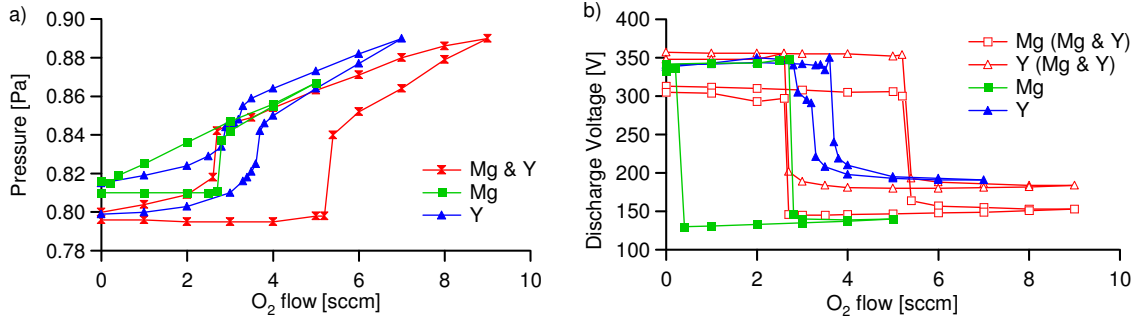 a)
Pressure [Pa]
0.90
0.88
0.86
0.84
0.82
0.80
0.78
0 2 4 6 8 10
O₂ flow [sccm]
Mg & Y
Mg
Y
b)
Discharge Voltage [V]
400
350
300
250
200
150
100
0 2 4 6 8 10
O₂ flow [sccm]
Mg (Mg & Y)
Y (Mg & Y)
Mg
Y